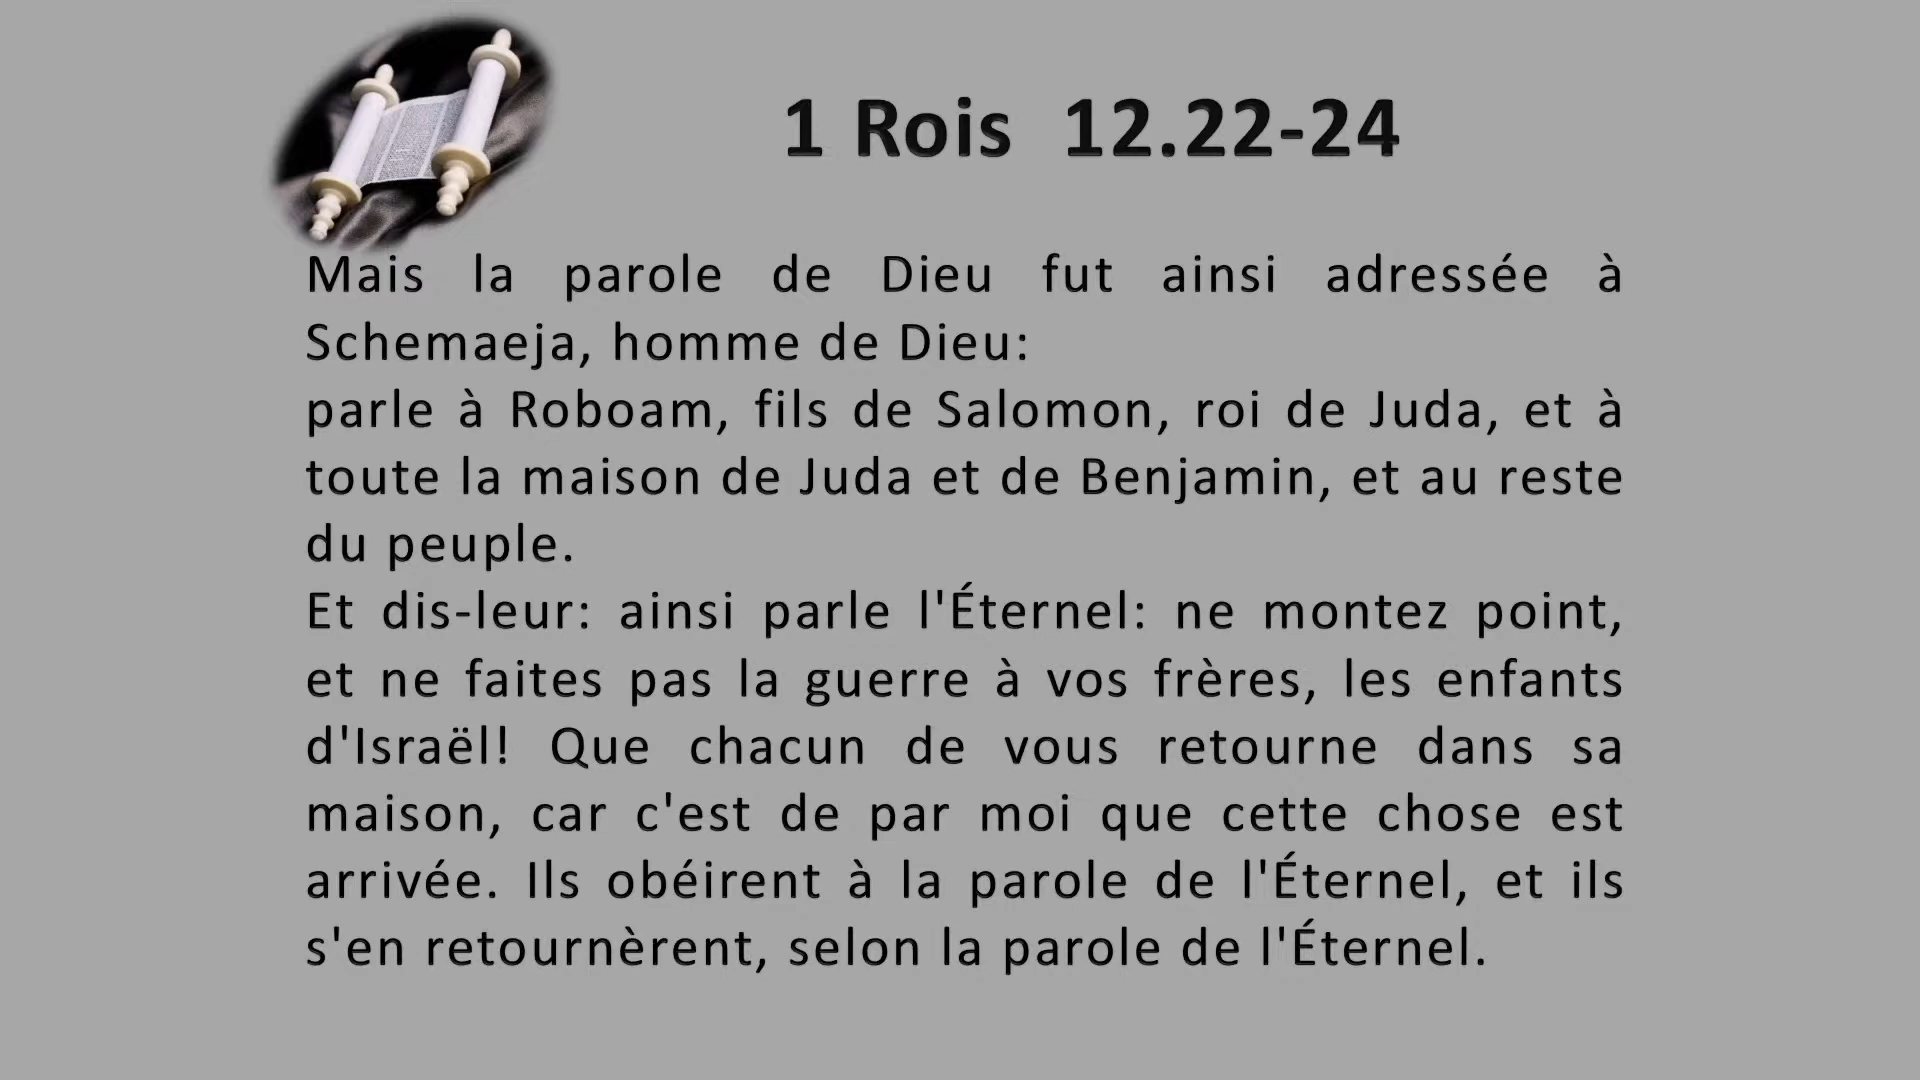 1 Rois 12.22-24
Mais la parole de Dieu fut ainsi adressée à
Schemaeja, homme de Dieu:
parle à Roboam, fils de Salomon, roi de Juda, et à
toute la maison de Juda et de Benjamin, et au reste
du peuple.
Et dis-leur: ainsi parle l'Éternel: ne montez point,
et ne faites pas la guerre à vos frères, les enfants
d'Israël! Que chacun de vous retourne dans sa
maison, car c'est de par moi que cette chose est
arrivée. Ils obéirent à la parole de l'Éternel, et ils
s'en retournèrent, selon la parole de l'Éternel.